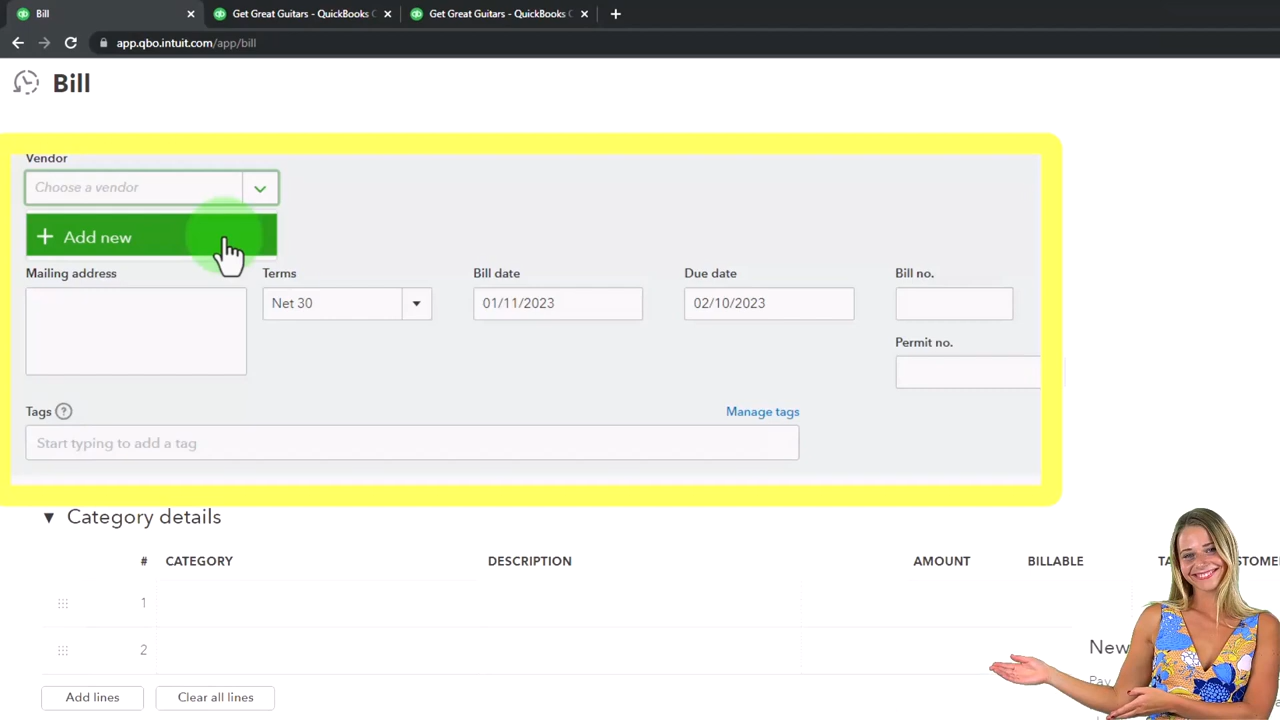 Bill
Get Great Guitars - QuickBooks
Get Great Guitars - QuickBooks
app.qbo.intuit.com/app/bill
Bill
Vendor
Choose a vendor
+ Add new
Mailing address
Terms
Bill date
Due date
Bill no.
Net 30
01/11/2023
02/10/2023
Permit no.
Tags ?
Manage tags
Start typing to add a tag
Category details
# CATEGORY DESCRIPTION AMOUNT BILLABLE
1
2
New
Pay
Add lines
Clear all lines